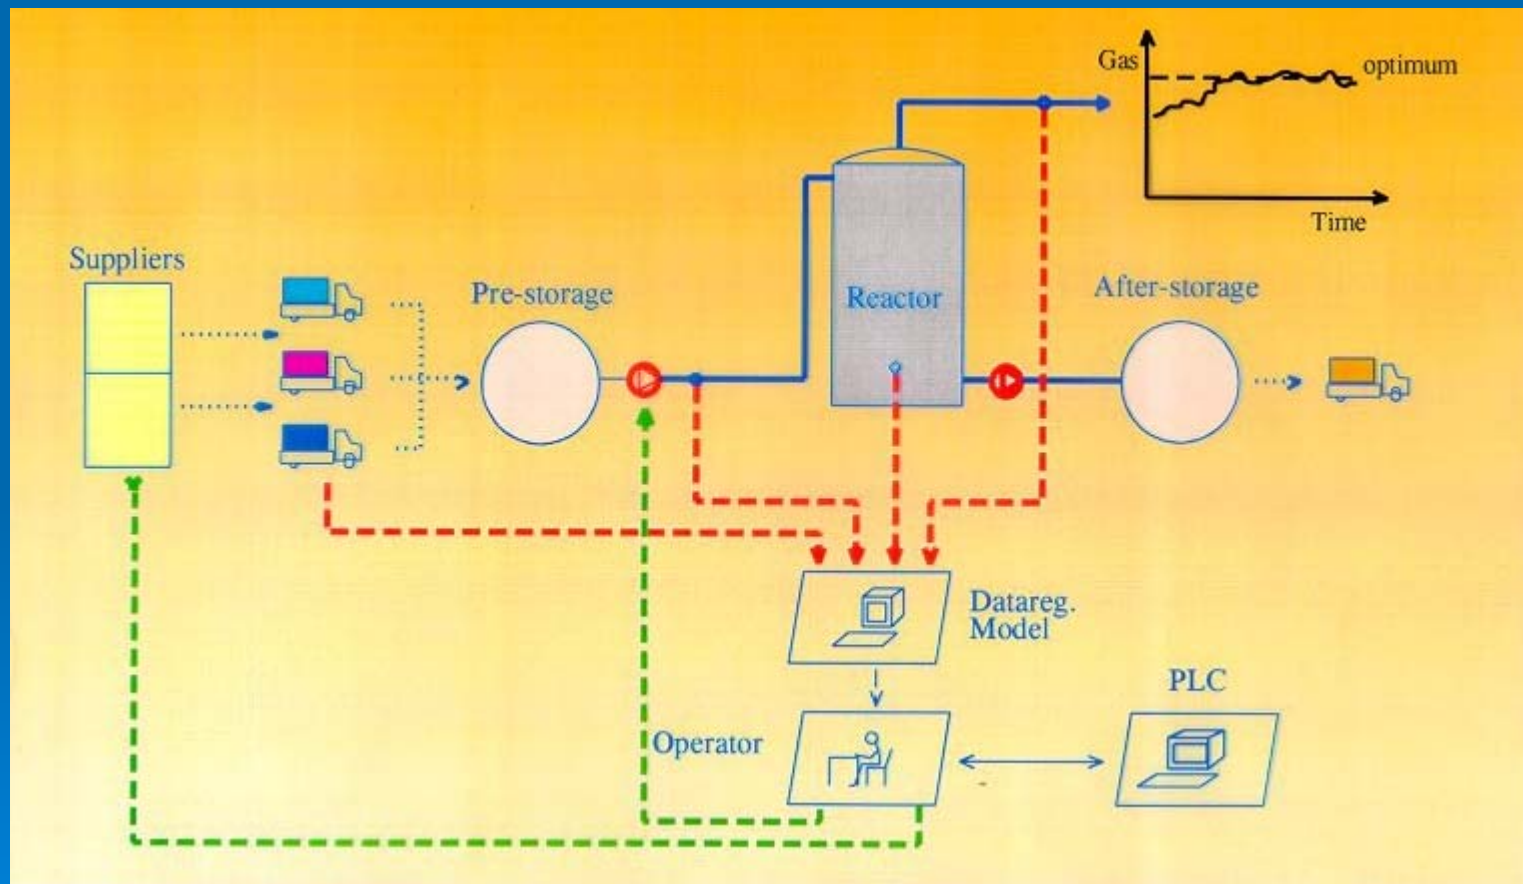 Gas
optimum
Time
Suppliers
Pre-storage
Reactor
After-storage
Datareg.
Model
PLC
Operator